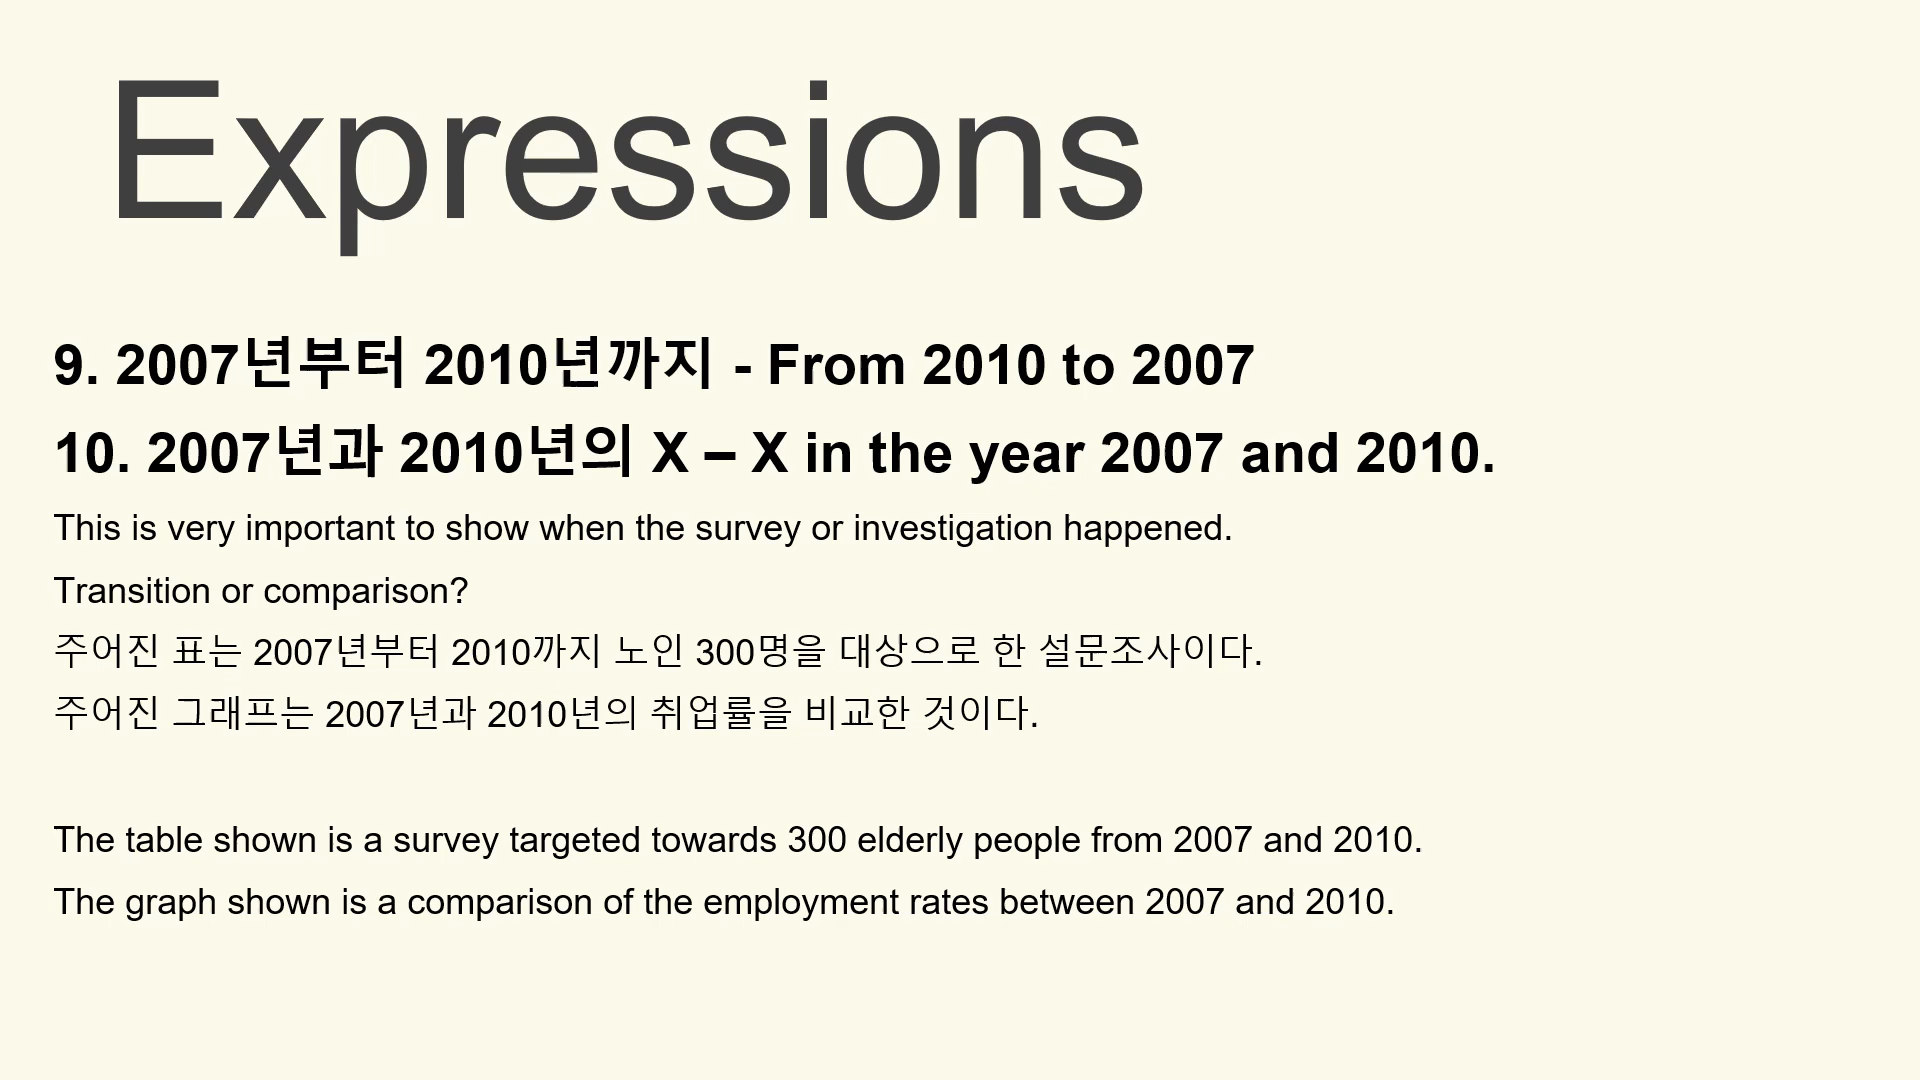 Expressions
9. 2007년부터 2010년까지 - From 2010 to 2007
10. 2007년과 2010년의 X – X in the year 2007 and 2010.
This is very important to show when the survey or investigation happened.
Transition or comparison?
주어진 표는 2007년부터 2010까지 노인 300명을 대상으로 한 설문조사이다.
주어진 그래프는 2007년과 2010년의 취업률을 비교한 것이다.
The table shown is a survey targeted towards 300 elderly people from 2007 and 2010.
The graph shown is a comparison of the employment rates between 2007 and 2010.